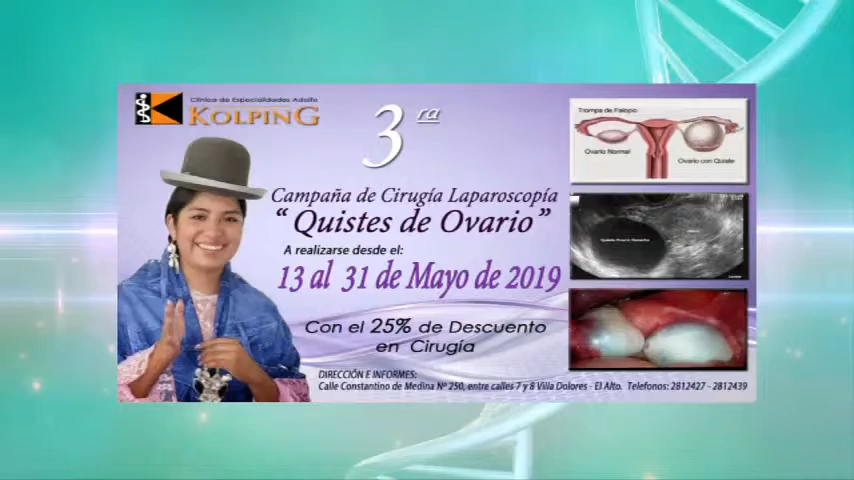 Clínica de Especialidades Adolfo
KOLPING
3ra
Campaña de Cirugía Laparoscopía
“ Quistes de Ovario”
A realizarse desde el:
13 al 31 de Mayo de 2019
Con el 25% de Descuento
en Cirugía
DIRECCIÓN E INFORMES:
Calle Constantino de Medina Nº 250, entre calles 7 y 8 Villa Dolores - El Alto. Telefonos: 2812427 - 2812439
Trompa de Falopio
Ovario Normal
Ovario con Quiste